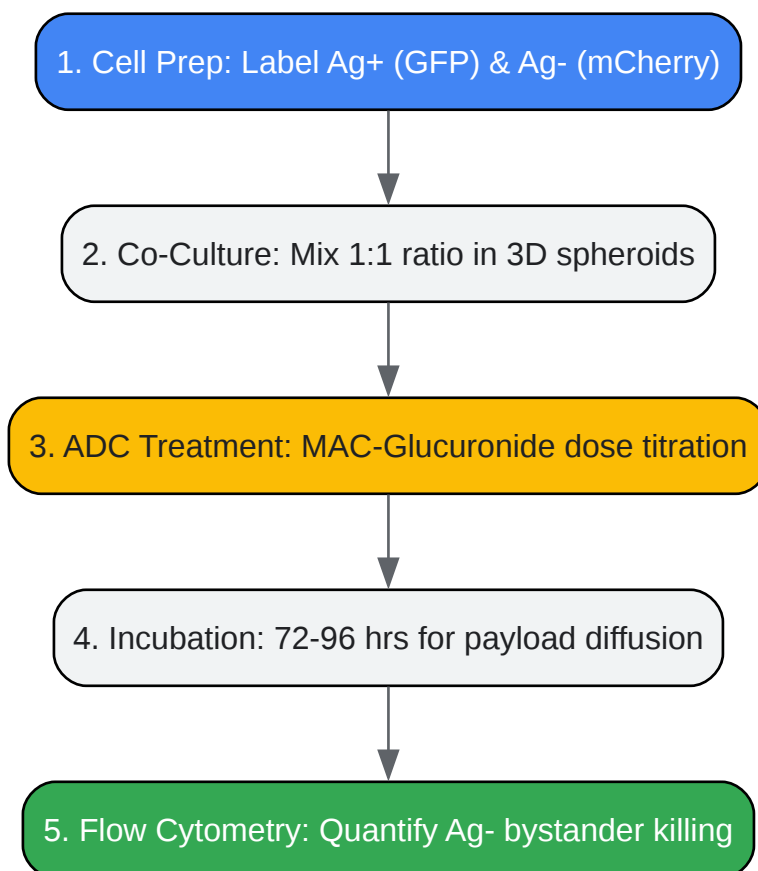 1. Cell Prep: Label Ag+ (GFP) & Ag- (mCherry)
2. Co-Culture: Mix 1:1 ratio in 3D spheroids
3. ADC Treatment: MAC-Glucuronide dose titration
4. Incubation: 72-96 hrs for payload diffusion
5. Flow Cytometry: Quantify Ag- bystander killing